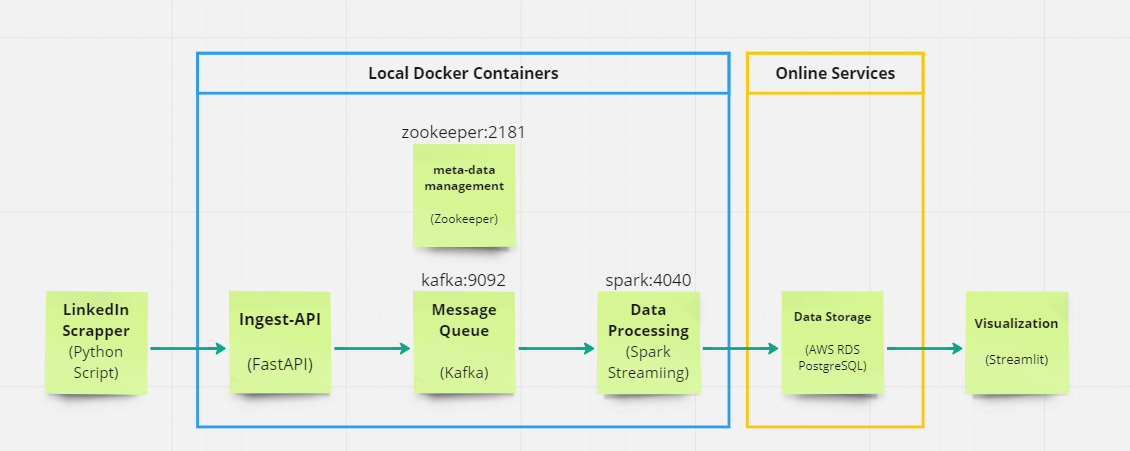 Local Docker Containers
Online Services
zookeeper:2181
meta-data
management
(Zookeeper)
kafka:9092
spark:4040
LinkedIn
Scrapper
(Python
Script)
Ingest-API
(FastAPI)
Message
Queue
(Kafka)
Data
Processing
(Spark
Streamiing)
Data Storage
(AWS RDS
PostgreSQL)
Visualization
(Streamlit)